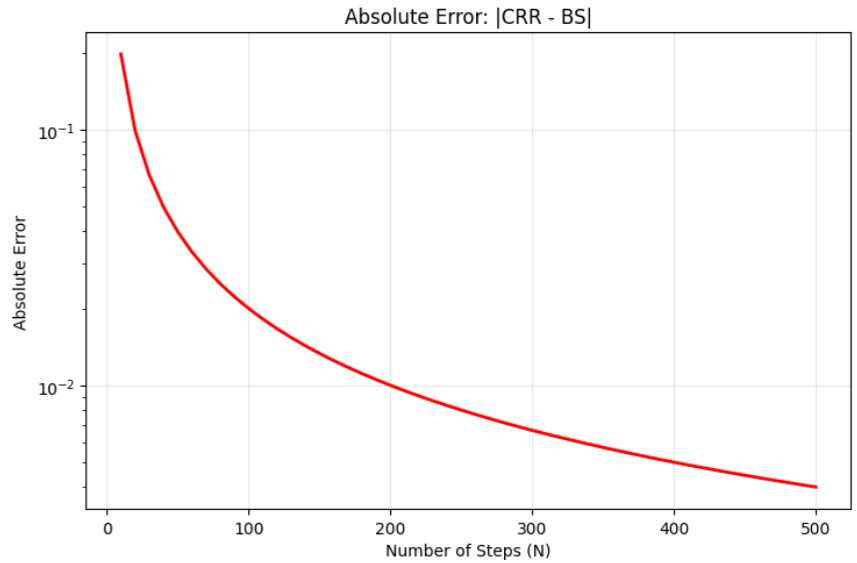 Absolute Error: |CRR - BS|
Absolute Error
10⁻¹
10⁻²
0 100 200 300 400 500
Number of Steps (N)